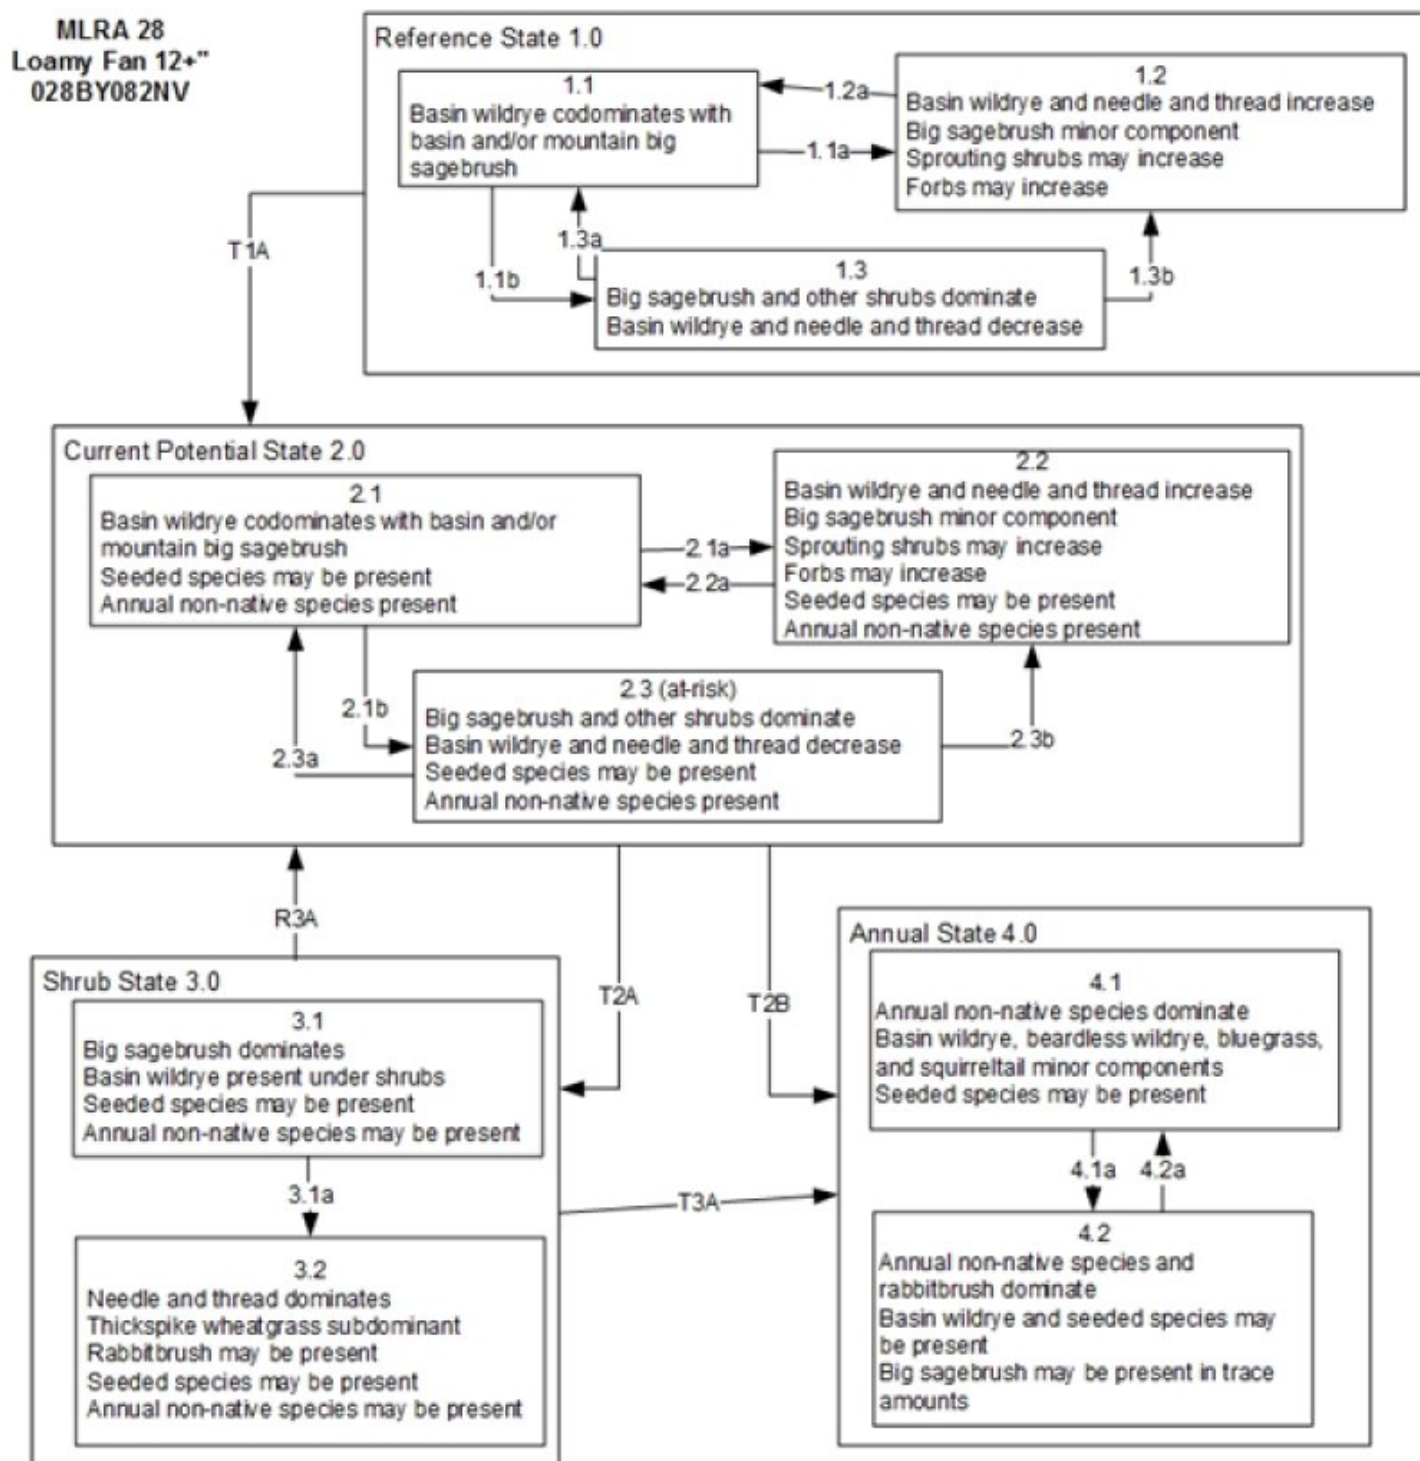 MLRA 28
Loamy Fan 12+"
028BY082NV
Reference State 1.0
1.1
Basin wildrye codominates with
basin and/or mountain big
sagebrush
1.2a
1.1a
1.2
Basin wildrye and needle and thread increase
Big sagebrush minor component
Sprouting shrubs may increase
Forbs may increase
T1A
1.1b
1.3a
1.3
Big sagebrush and other shrubs dominate
Basin wildrye and needle and thread decrease
1.3b
Current Potential State 2.0
2.1
Basin wildrye codominates with basin and/or
mountain big sagebrush
Seeded species may be present
Annual non-native species present
2.1a
2.2a
2.2
Basin wildrye and needle and thread increase
Big sagebrush minor component
Sprouting shrubs may increase
Forbs may increase
Seeded species may be present
Annual non-native species present
2.1b
2.3a
2.3 (at-risk)
Big sagebrush and other shrubs dominate
Basin wildrye and needle and thread decrease
Seeded species may be present
Annual non-native species present
2.3b
R3A
T2A
T2B
Shrub State 3.0
3.1
Big sagebrush dominates
Basin wildrye present under shrubs
Seeded species may be present
Annual non-native species may be present
3.1a
3.2
Needle and thread dominates
Thickspike wheatgrass subdominant
Rabbitbrush may be present
Seeded species may be present
Annual non-native species may be present
T3A
Annual State 4.0
4.1
Annual non-native species dominate
Basin wildrye, beardless wildrye, bluegrass,
and squirreltail minor components
Seeded species may be present
4.1a
4.2a
4.2
Annual non-native species and
rabbitbrush dominate
Basin wildrye and seeded species may
be present
Big sagebrush may be present in trace
amounts